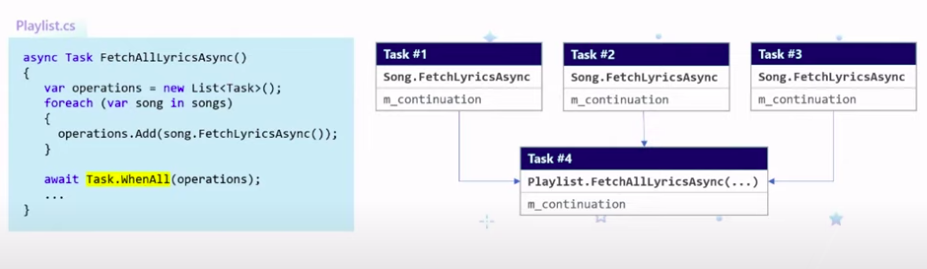 Playlist.cs
async Task FetchAllLyricsAsync()
{
var operations = new List<Task>();
foreach (var song in songs)
{
operations.Add(song.FetchLyricsAsync());
}
await Task.WhenAll(operations);
...
}
Task #1
Song.FetchLyricsAsync
m_continuation
Task #2
Song.FetchLyricsAsync
m_continuation
Task #3
Song.FetchLyricsAsync
m_continuation
Task #4
Playlist.FetchAllLyricsAsync(...)
m_continuation